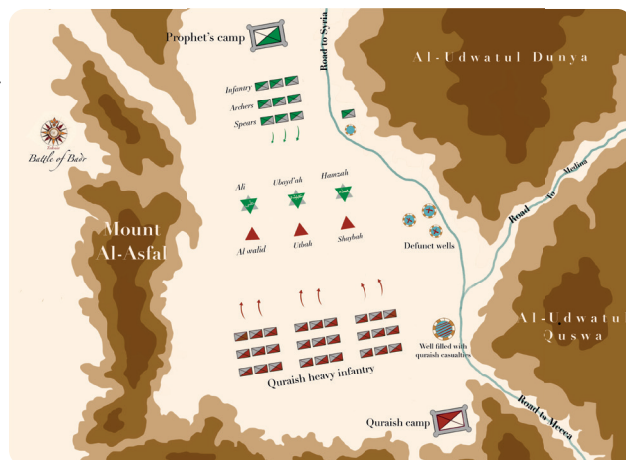 Prophet's camp
Road to Syria
Al-Udwatul Dunya
Infantry
Archers
Spears
Battle of Badr
Ali
Ubayd'ah
Hamzah
Al walid
Utbah
Shaybah
Defunct wells
Road to Medina
Mount
Al-Asfal
Al-Udwatul
Quswa
Well filled with
quraish casualties
Quraish heavy infantry
Quraish camp
Road to Mecca